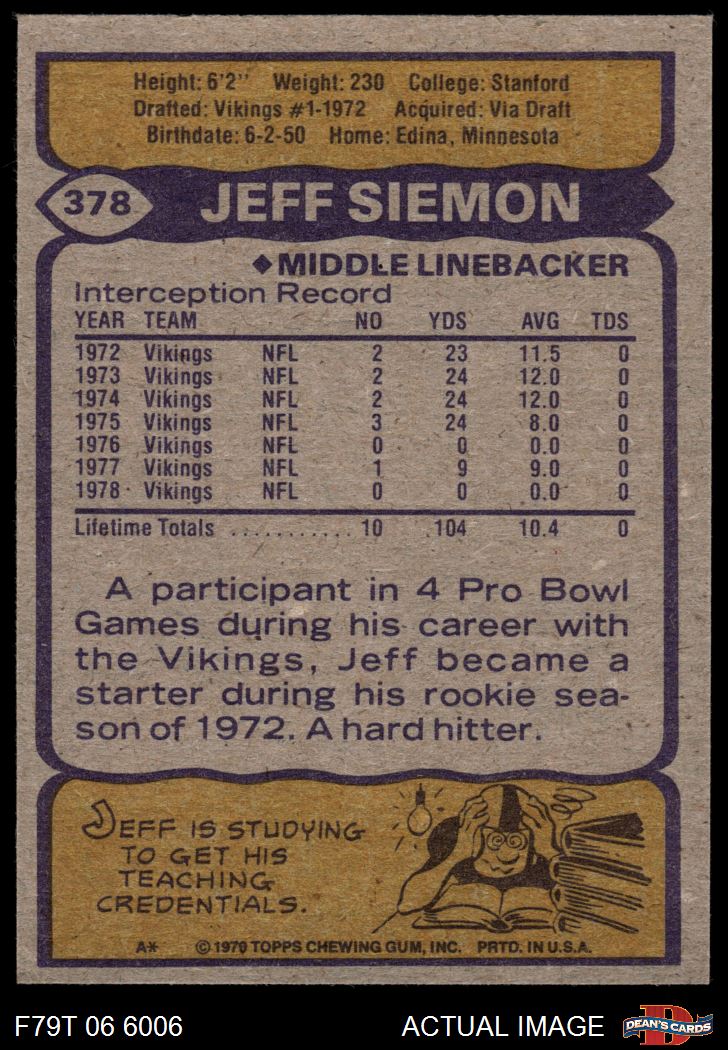 Height: 6'2" Weight: 230 College: Stanford
Drafted: Vikings #1-1972 Acquired: Via Draft
Birthdate: 6-2-50 Home: Edina, Minnesota
378 JEFF SIEMON
◆MIDDLE LINEBACKER
Interception Record
YEAR TEAM NO YDS AVG TDS
1972 Vikings NFL 2 23 11.5 0
1973 Vikings NFL 2 24 12.0 0
1974 Vikings NFL 2 24 12.0 0
1975 Vikings NFL 3 24 8.0 0
1976 Vikings NFL 0 0 0.0 0
1977 Vikings NFL 1 9 9.0 0
1978 Vikings NFL 0 0 0.0 0
Lifetime Totals ........... 10 104 10.4 0
A participant in 4 Pro Bowl
Games during his career with
the Vikings, Jeff became a
starter during his rookie sea-
son of 1972. A hard hitter.
JEFF IS STUDYING
TO GET HIS
TEACHING
CREDENTIALS.
A* © 1979 TOPPS CHEWING GUM, INC. PRTD. IN U.S.A.
F79T 06 6006 ACTUAL IMAGE D DEAN'S CARDS